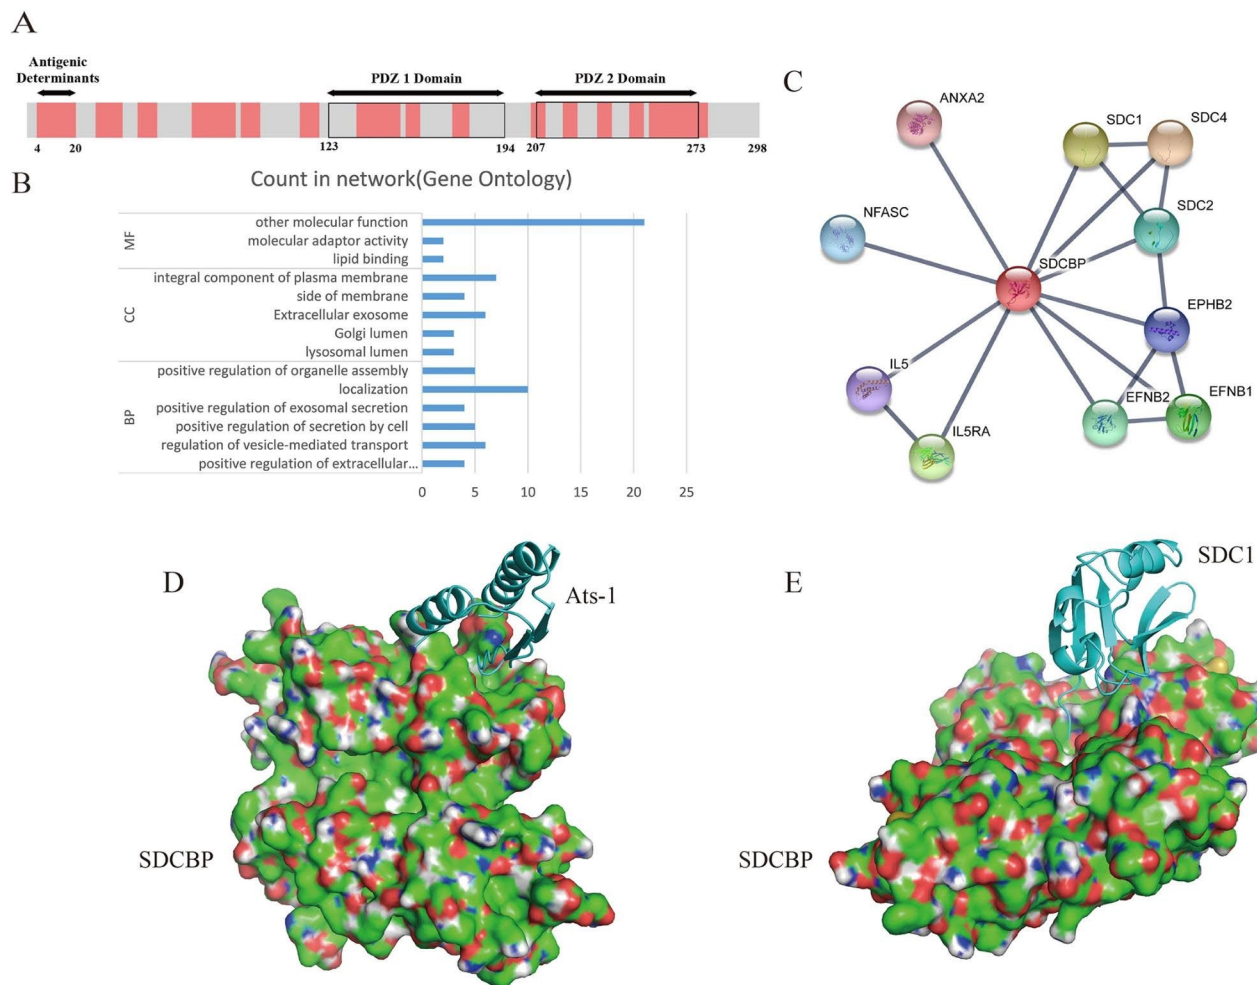 A
Antigenic
Determinants
PDZ 1 Domain
PDZ 2 Domain
4
20
123
194
207
273
298
B
Count in network(Gene Ontology)
MF
other molecular function
molecular adaptor activity
lipid binding
CC
integral component of plasma membrane
side of membrane
Extracellular exosome
Golgi lumen
lysosomal lumen
BP
positive regulation of organelle assembly
localization
positive regulation of exosomal secretion
positive regulation of secretion by cell
regulation of vesicle-mediated transport
positive regulation of extracellular...
0 5 10 15 20 25
C
ANXA2
SDC1
SDC4
NFASC
SDC2
SDCBP
EPHB2
IL5
EFNB2
EFNB1
IL5RA
D
Ats-1
SDCBP
E
SDC1
SDCBP